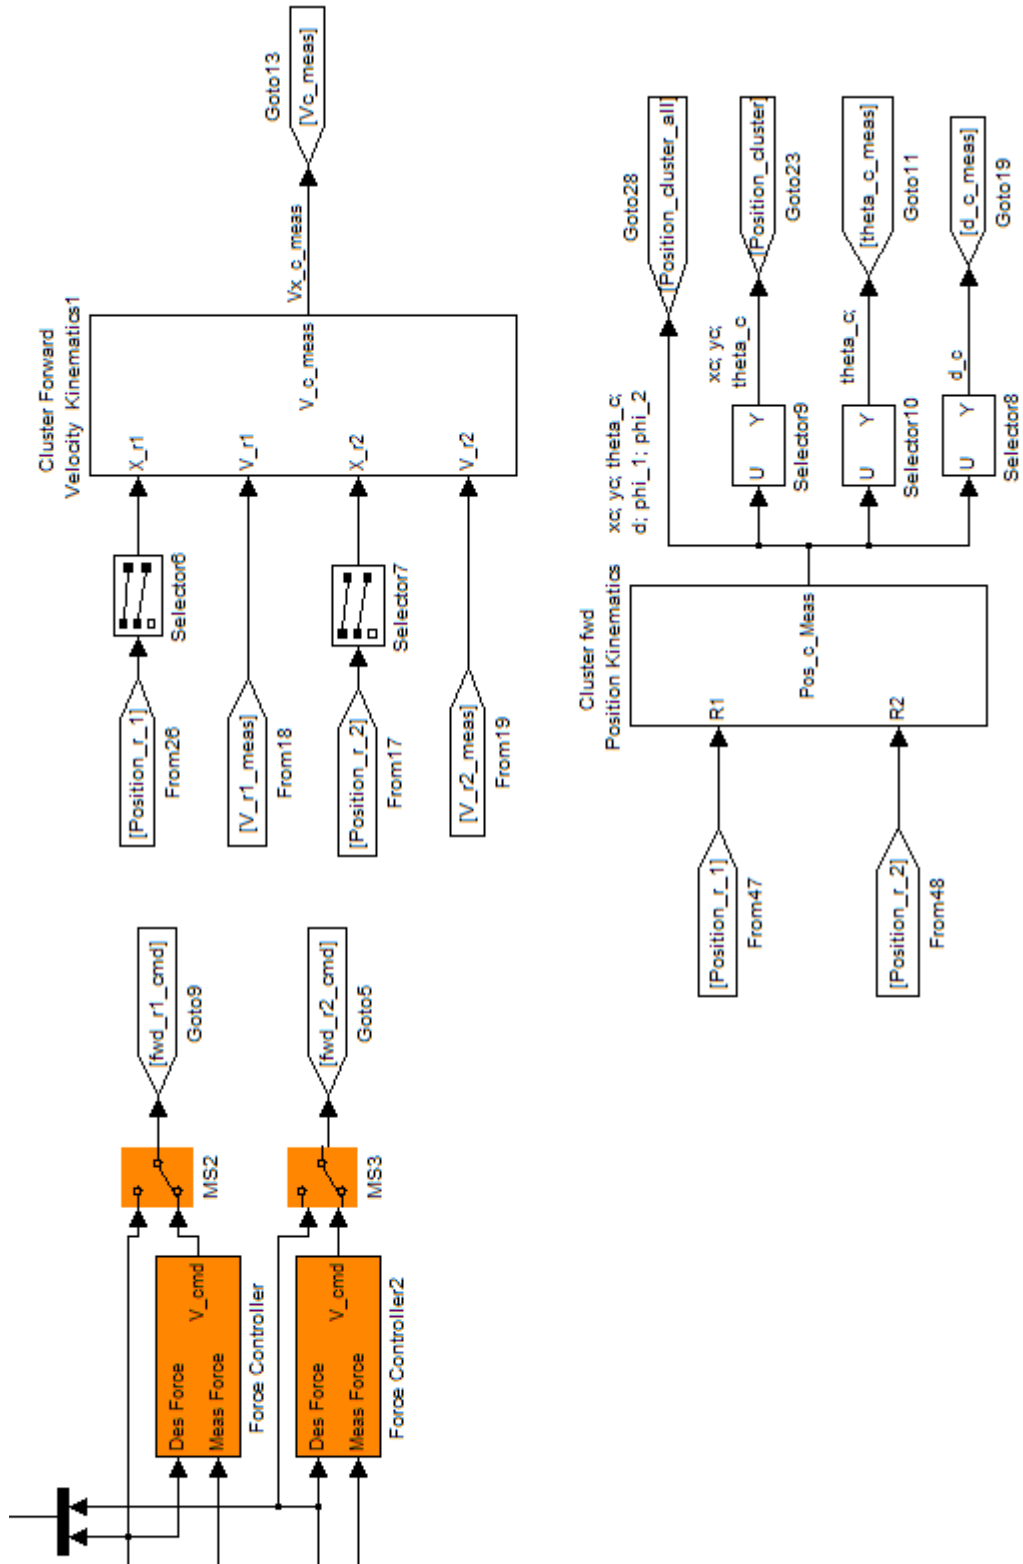 Des Force
Meas Force
V_cmd
Force Controller
MS2
[fwd_r1_cmd]
Goto9
Des Force
Meas Force
V_cmd
Force Controller2
MS3
[fwd_r2_cmd]
Goto5
[Position_r_1]
From26
Selector6
[V_r1_meas]
From18
[Position_r_2]
From17
Selector7
[V_r2_meas]
From19
Cluster Forward
Velocity Kinematics1
X_r1
V_r1
X_r2
V_r2
V_c_meas
Vx_c_meas
Goto13
[Vc_meas]
[Position_r_1]
From47
[Position_r_2]
From48
Cluster fwd
Position Kinematics
R1
R2
Pos_c_Meas
xc; yc; theta_c;
d; phi_1; phi_2
Goto28
[Position_cluster_all]
U Y
Selector9
xc; yc;
theta_c
[Position_cluster]
Goto23
U Y
Selector10
theta_c;
[theta_c_meas]
Goto11
U Y
Selector8
d_c
[d_c_meas]
Goto19